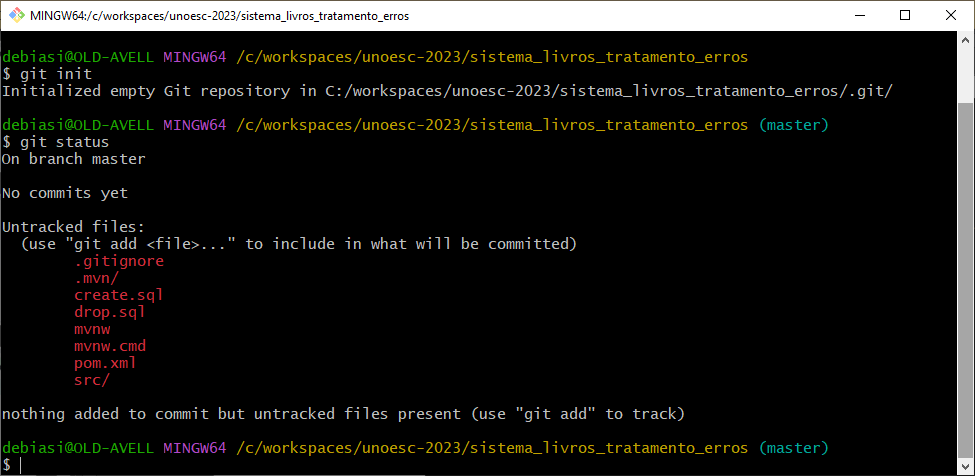 MINGW64:/c/workspaces/unoesc-2023/sistema_livros_tratamento_erros
debiasi@OLD-AVELL MINGW64 /c/workspaces/unoesc-2023/sistema_livros_tratamento_erros
$ git init
Initialized empty Git repository in C:/workspaces/unoesc-2023/sistema_livros_tratamento_erros/.git/
debiasi@OLD-AVELL MINGW64 /c/workspaces/unoesc-2023/sistema_livros_tratamento_erros (master)
$ git status
On branch master
No commits yet
Untracked files:
  (use "git add <file>..." to include in what will be committed)
        .gitignore
        .mvn/
        create.sql
        drop.sql
        mvnw
        mvnw.cmd
        pom.xml
        src/
nothing added to commit but untracked files present (use "git add" to track)
debiasi@OLD-AVELL MINGW64 /c/workspaces/unoesc-2023/sistema_livros_tratamento_erros (master)
$